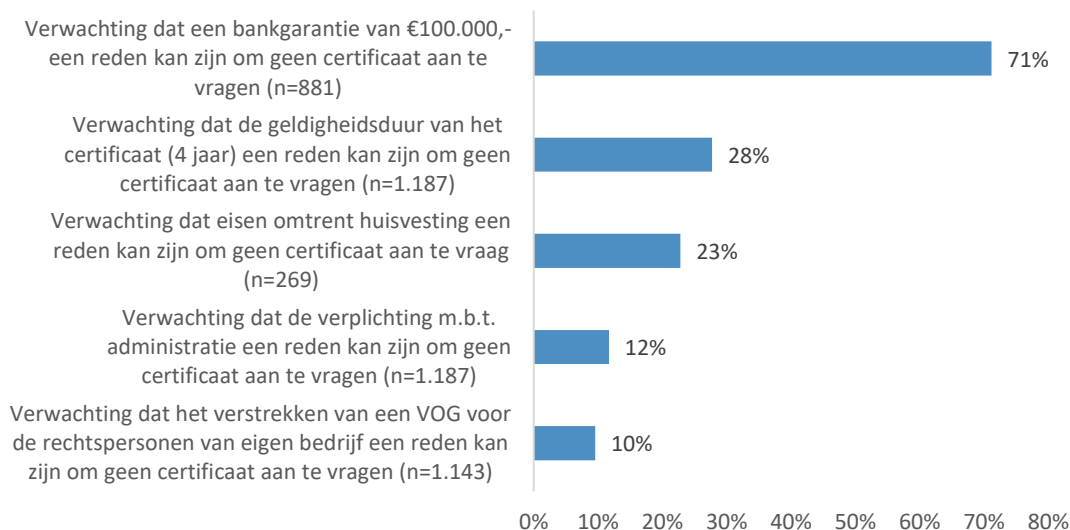 Verwachting dat een bankgarantie van €100.000,-
een reden kan zijn om geen certificaat aan te
vragen (n=881)
71%
Verwachting dat de geldigheidsduur van het
certificaat (4 jaar) een reden kan zijn om geen
certificaat aan te vragen (n=1.187)
28%
Verwachting dat eisen omtrent huisvesting een
reden kan zijn om geen certificaat aan te vraag
(n=269)
23%
Verwachting dat de verplichting m.b.t.
administratie een reden kan zijn om geen
certificaat aan te vragen (n=1.187)
12%
Verwachting dat het verstrekken van een VOG voor
de rechtspersonen van eigen bedrijf een reden kan
zijn om geen certificaat aan te vragen (n=1.143)
10%
0% 10% 20% 30% 40% 50% 60% 70% 80%